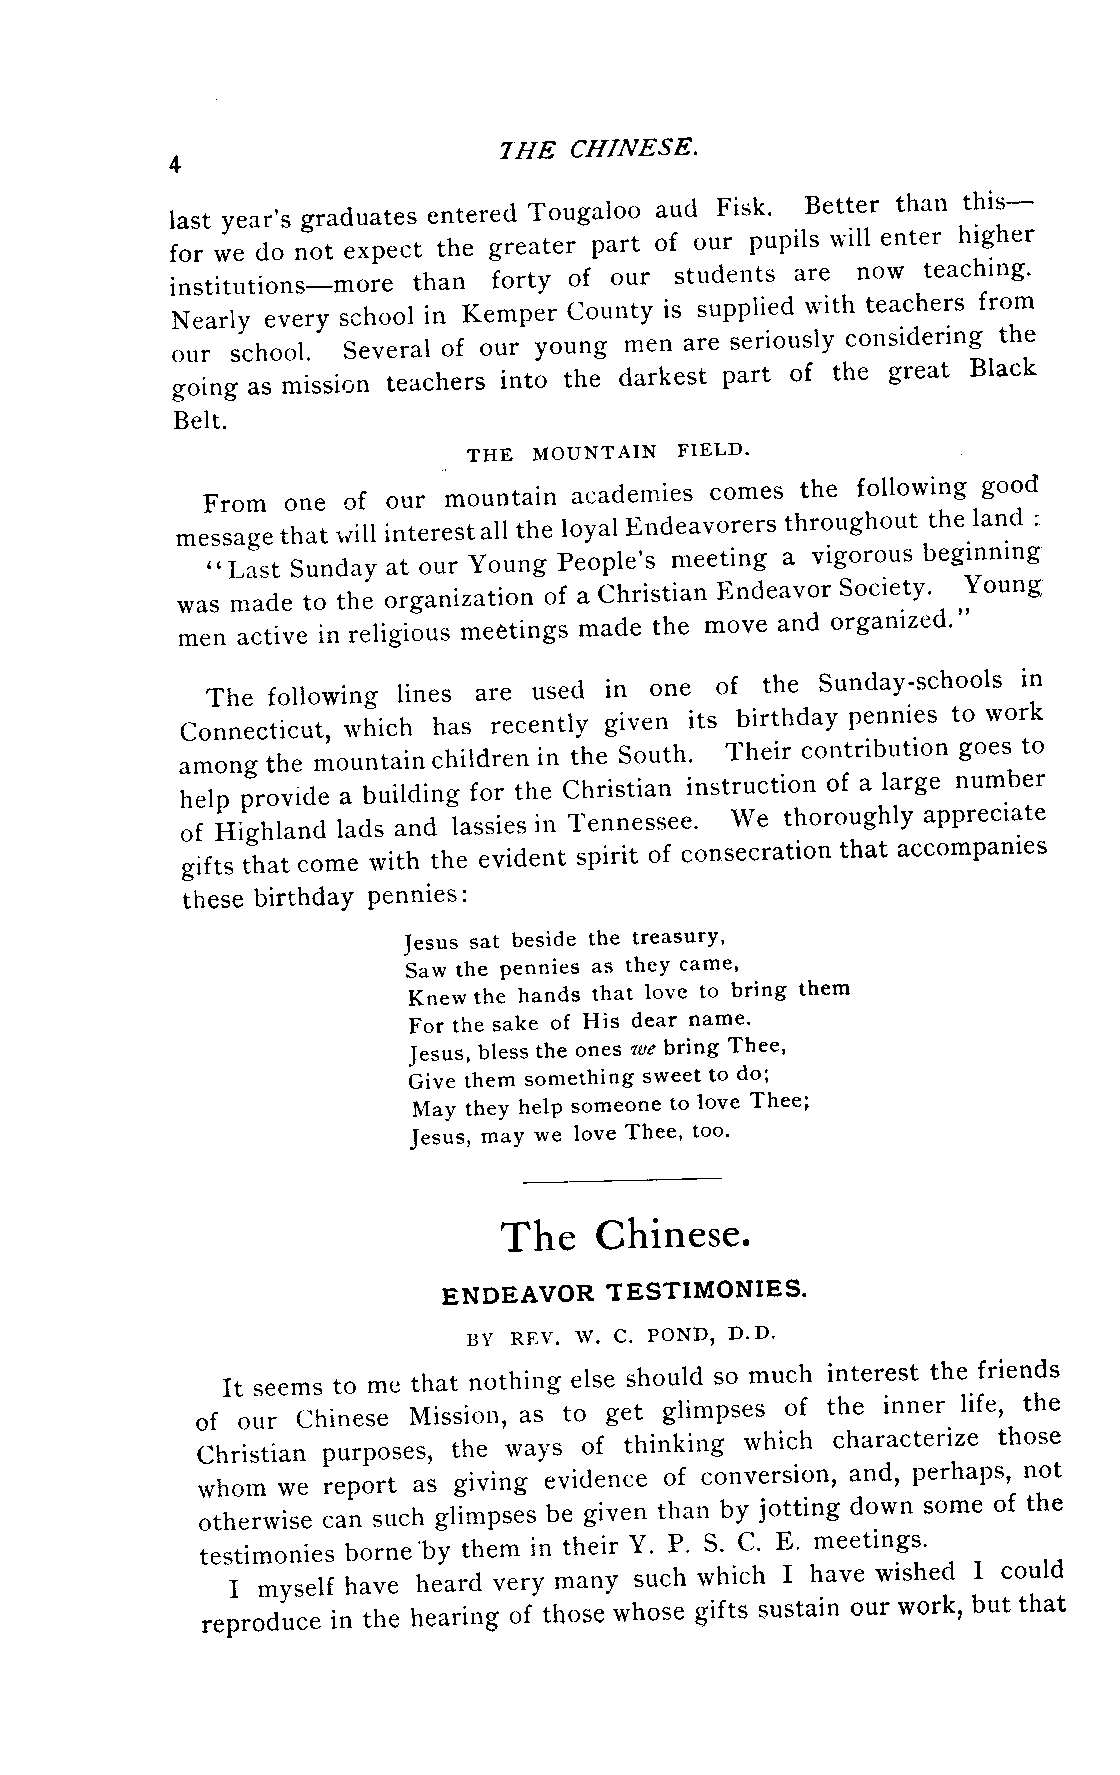 4
THE CHINESE.
last year's graduates entered Tougaloo aud Fisk. Better than this—
for we do not expect the greater part of our pupils will enter higher
institutions—more than forty of our students are now teaching.
Nearly every school in Kemper County is supplied with teachers from
our school. Several of our young men are seriously considering the
going as mission teachers into the darkest part of the great Black
Belt.
THE MOUNTAIN FIELD.
From one of our mountain academies comes the following good
message that will interest all the loyal Endeavorers throughout the land :
"Last Sunday at our Young People's meeting a vigorous beginning
was made to the organization of a Christian Endeavor Society. Young
men active in religious meetings made the move and organized."
The following lines are used in one of the Sunday-schools in
Connecticut, which has recently given its birthday pennies to work
among the mountain children in the South. Their contribution goes to
help provide a building for the Christian instruction of a large number
of Highland lads and lassies in Tennessee. We thoroughly appreciate
gifts that come with the evident spirit of consecration that accompanies
these birthday pennies:
Jesus sat beside the treasury,
Saw the pennies as they came,
Knew the hands that love to bring them
For the sake of His dear name.
Jesus, bless the ones we bring Thee,
Give them something sweet to do;
May they help someone to love Thee;
Jesus, may we love Thee, too.
The Chinese.
ENDEAVOR TESTIMONIES.
BY REV. W. C. POND, D.D.
It seems to me that nothing else should so much interest the friends
of our Chinese Mission, as to get glimpses of the inner life, the
Christian purposes, the ways of thinking which characterize those
whom we report as giving evidence of conversion, and, perhaps, not
otherwise can such glimpses be given than by jotting down some of the
testimonies borne by them in their Y. P. S. C. E. meetings.
I myself have heard very many such which I have wished I could
reproduce in the hearing of those whose gifts sustain our work, but that